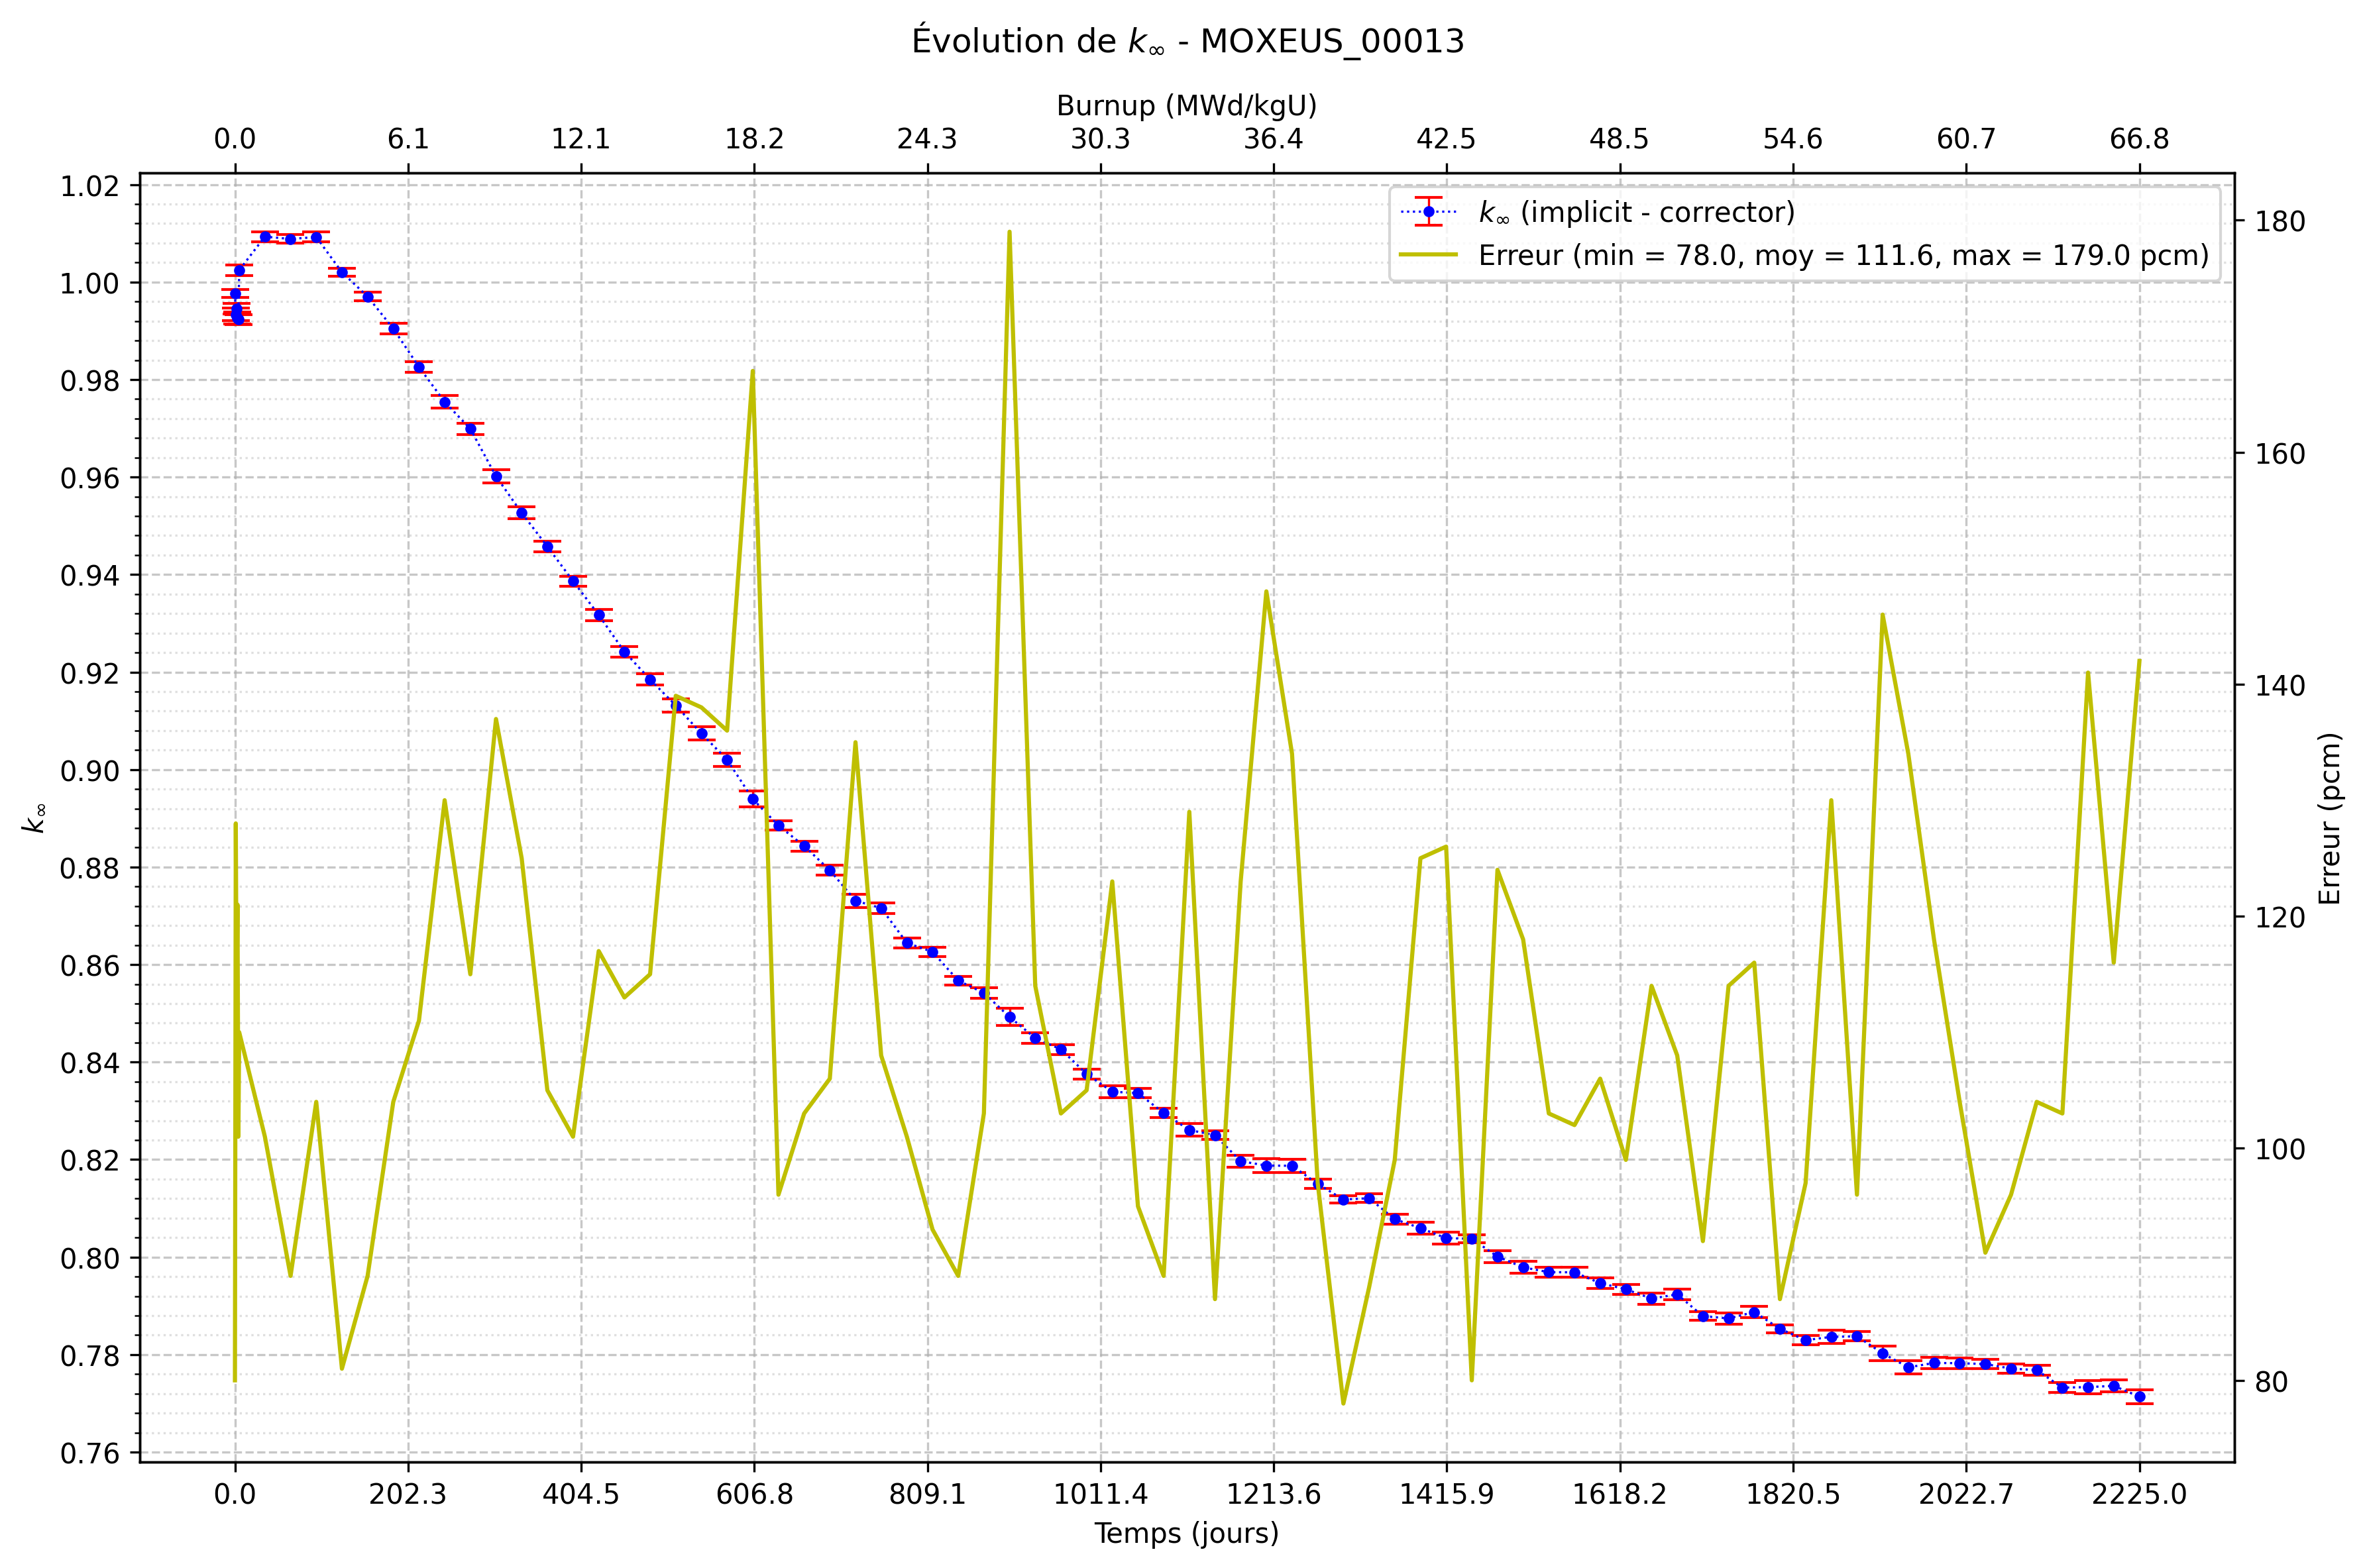 Évolution de k∞ - MOXEUS_00013
Burnup (MWd/kgU)
0.0 6.1 12.1 18.2 24.3 30.3 36.4 42.5 48.5 54.6 60.7 66.8
k∞ (implicit - corrector)
Erreur (min = 78.0, moy = 111.6, max = 179.0 pcm)
1.02
1.00
0.98
0.96
0.94
0.92
0.90
0.88
0.86
0.84
0.82
0.80
0.78
0.76
k∞
180
160
140
120
100
80
Erreur (pcm)
0.0 202.3 404.5 606.8 809.1 1011.4 1213.6 1415.9 1618.2 1820.5 2022.7 2225.0
Temps (jours)